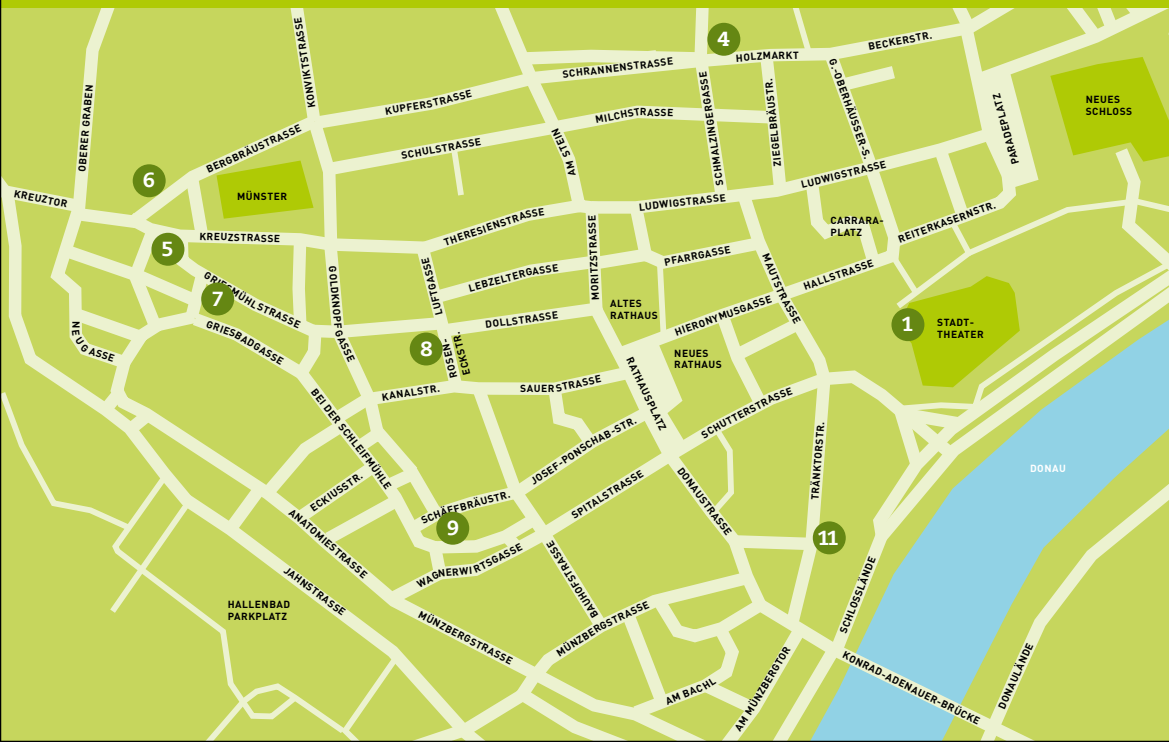 4
HOLZMARKT
BECKERSTR.
SCHRANNENSTRASSE
KONVIKTSTRASSE
KUPFERSTRASSE
OBERER GRABEN
BERGBRÄUSTRASSE
SCHULSTRASSE
MILCHSTRASSE
AM STEIN
SCHMALZINGERGASSE
ZIEGELBRÄUSTR.
G.-OBERHÄUSSER-S.
PARADEPLATZ
NEUES
SCHLOSS
6
KREUZTOR
MÜNSTER
LUDWIGSTRASSE
LUDWIGSTRASSE
THERESIENSTRASSE
CARRARA-
PLATZ
REITERKASERNSTR.
5
KREUZSTRASSE
GRIESMÜHLSTRASSE
7
GOLDKNOPFGASSE
LUFTGASSE
LEBZELTERGASSE
MORITZSTRASSE
PFARRGASSE
MAUTSTRASSE
HALLSTRASSE
ALTES
RATHAUS
HIERONYMUSGASSE
1
STADT-
THEATER
NEUGASSE
GRIESBADGASSE
DOLLSTRASSE
8
ROSEN-
ECKSTR.
NEUES
RATHAUS
RATHAUSPLATZ
KANALSTR.
SAUERSTRASSE
SCHUTTERSTRASSE
BEI DER SCHLEIFMÜHLE
JOSEF-PONSCHAB-STR.
TRÄNKTORSTR.
DONAU
ECKIUSSTR.
SCHÄFFBRÄUSTR.
SPITALSTRASSE
DONAUSTRASSE
9
11
ANATOMIESTRASSE
WAGNERWIRTSGASSE
BAUHOFSTRASSE
JAHNSTRASSE
HALLENBAD
PARKPLATZ
MÜNZBERGSTRASSE
MÜNZBERGSTRASSE
SCHLOSSLÄNDE
AM BACHL
AM MÜNZBERGTOR
KONRAD-ADENAUER-BRÜCKE
DONAULÄNDE